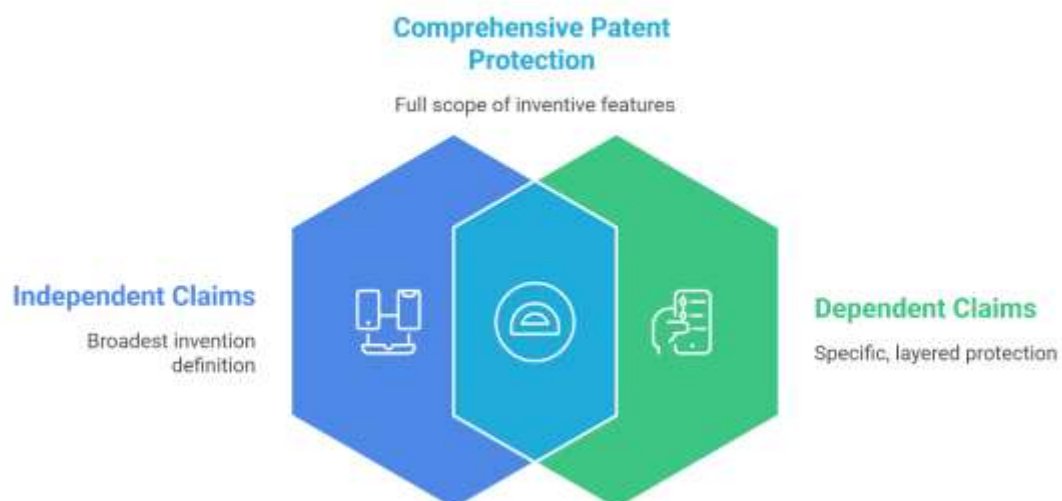 Comprehensive Patent
Protection
Full scope of inventive features
Independent Claims
Broadest invention
definition
Dependent Claims
Specific, layered protection